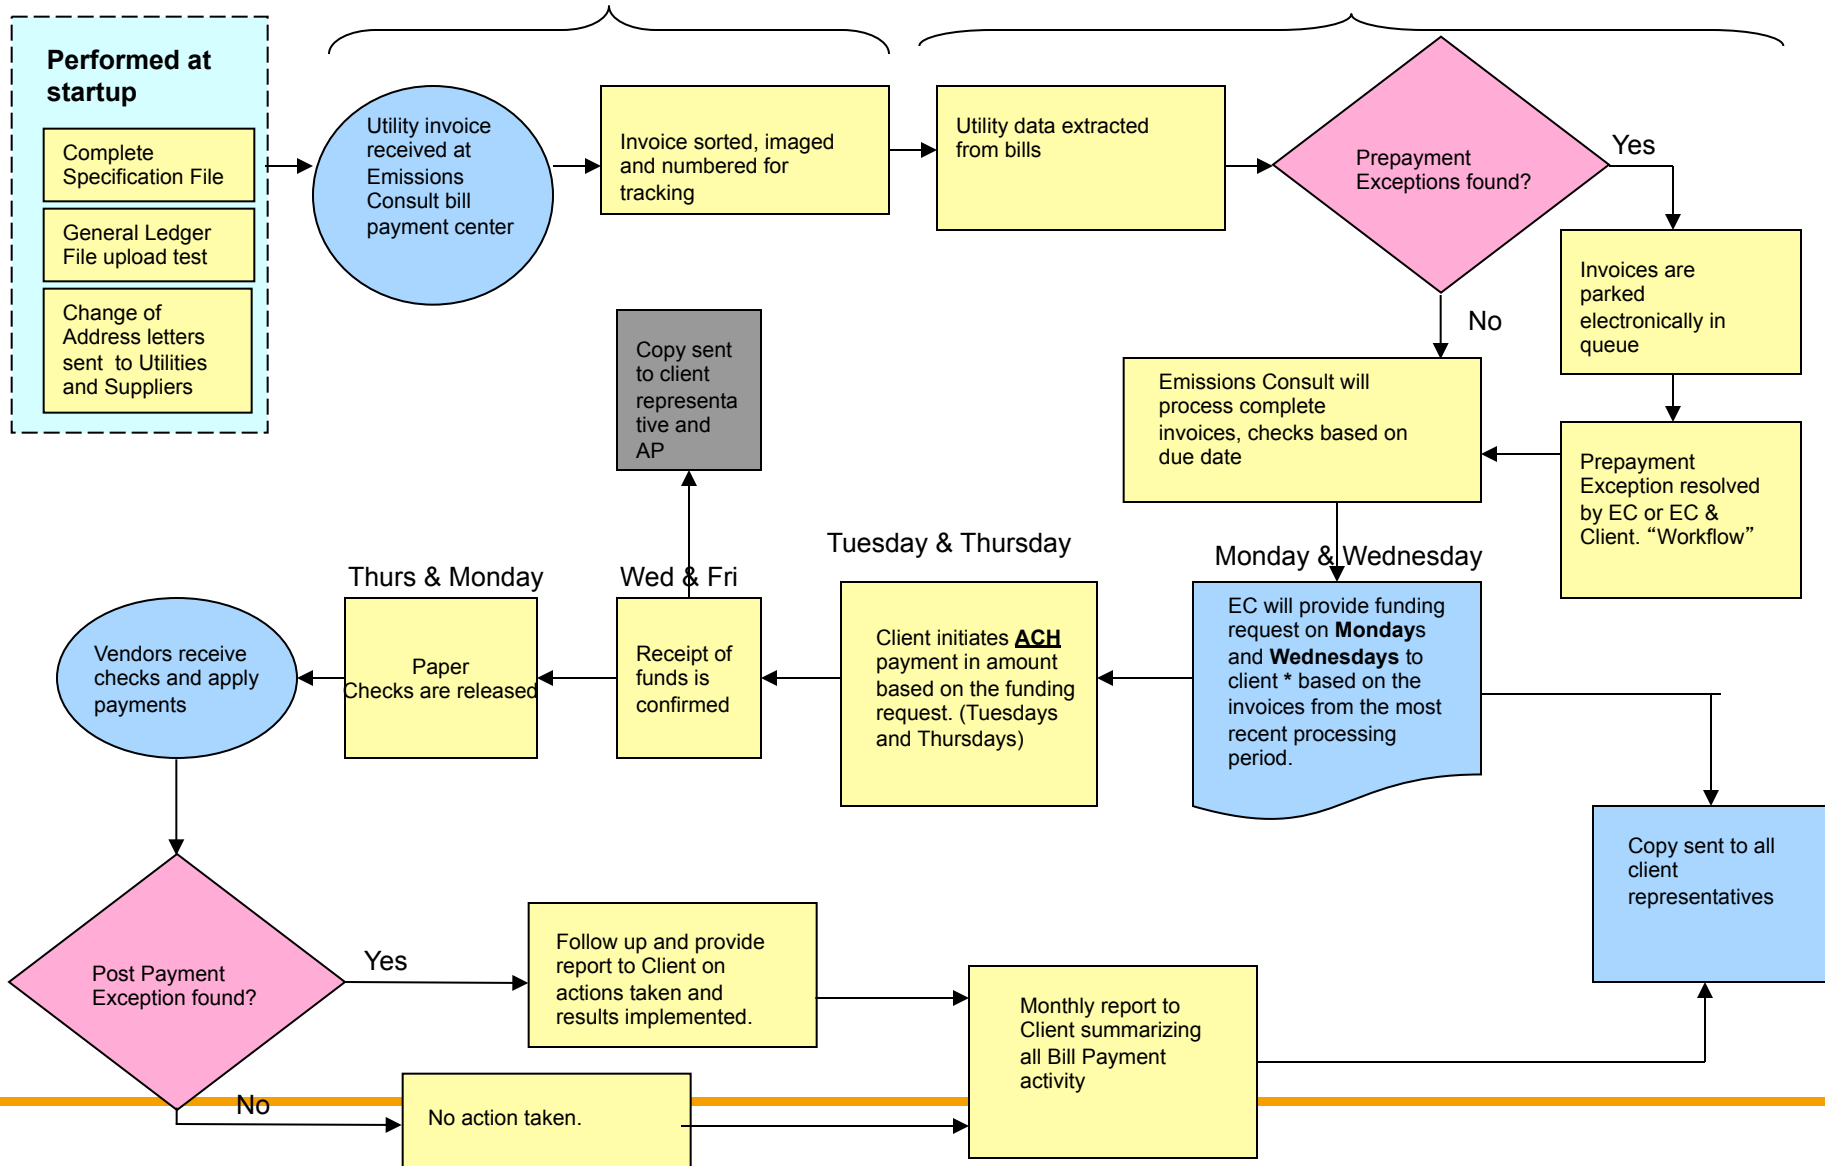 Performed at
startup
Complete
Specification File
General Ledger
File upload test
Change of
Address letters
sent to Utilities
and Suppliers
Utility invoice
received at
Emissions
Consult bill
payment center
Invoice sorted, imaged
and numbered for
tracking
Utility data extracted
from bills
Prepayment
Exceptions found?
Yes
No
Invoices are
parked
electronically in
queue
Prepayment
Exception resolved
by EC or EC &
Client. “Workflow”
Emissions Consult will
process complete
invoices, checks based on
due date
Copy sent
to client
representa
tive and
AP
Monday & Wednesday
EC will provide funding
request on Mondays
and Wednesdays to
client * based on the
invoices from the most
recent processing
period.
Tuesday & Thursday
Client initiates ACH
payment in amount
based on the funding
request. (Tuesdays
and Thursdays)
Wed & Fri
Receipt of
funds is
confirmed
Thurs & Monday
Paper
Checks are released
Vendors receive
checks and apply
payments
Copy sent to all
client
representatives
Post Payment
Exception found?
Yes
Follow up and provide
report to Client on
actions taken and
results implemented.
No
No action taken.
Monthly report to
Client summarizing
all Bill Payment
activity